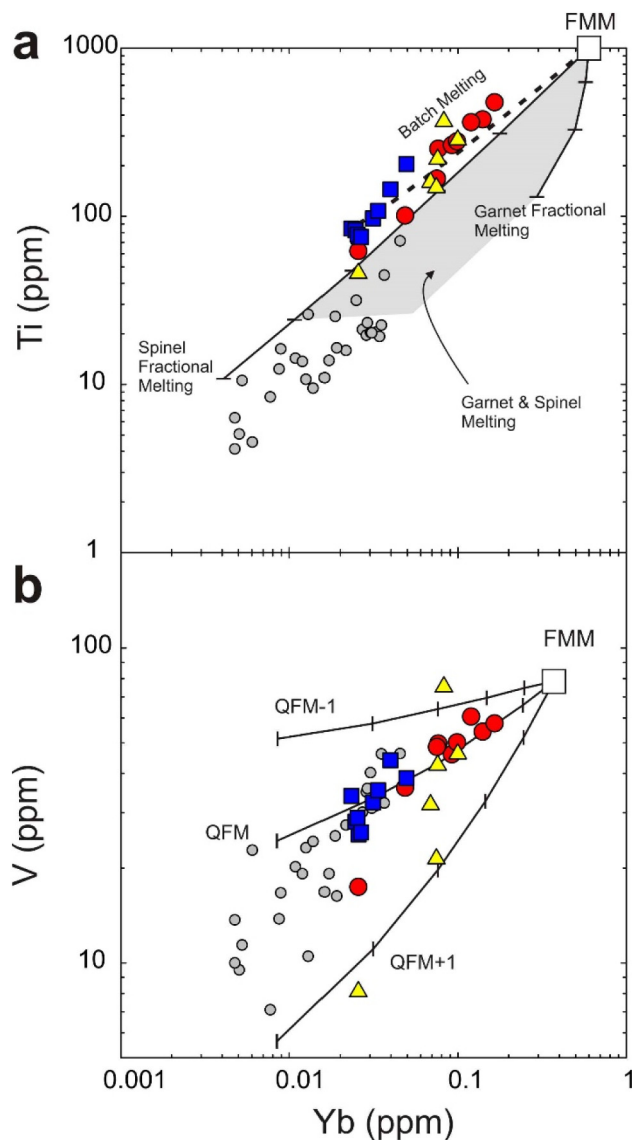 a
FMM
1000
100
10
1
Ti (ppm)
Batch Melting
Garnet Fractional
Melting
Spinel
Fractional
Melting
Garnet & Spinel
Melting
b
FMM
100
10
V (ppm)
QFM-1
QFM
QFM+1
0.001
0.01
0.1
1
Yb (ppm)